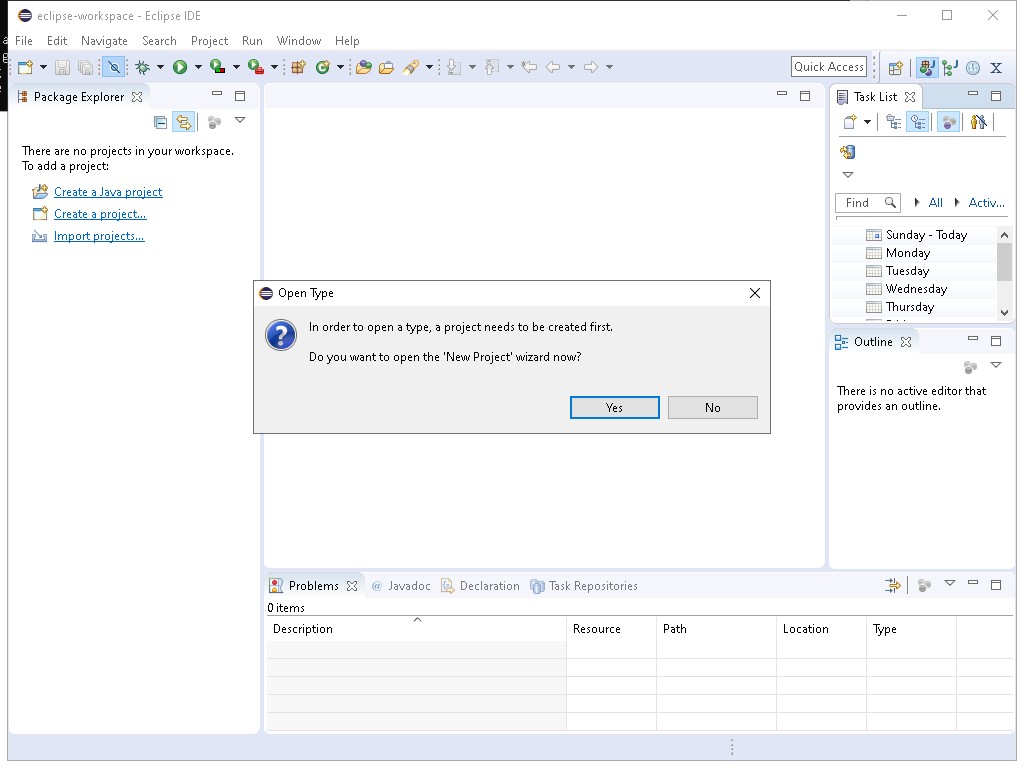 eclipse-workspace - Eclipse IDE
File Edit Navigate Search Project Run Window Help
Quick Access
Package Explorer
There are no projects in your workspace.
To add a project:
Create a Java project
Create a project...
Import projects...
Task List
Find All Activ...
Sunday - Today
Monday
Tuesday
Wednesday
Thursday
Open Type
In order to open a type, a project needs to be created first.
Do you want to open the 'New Project' wizard now?
Yes No
Outline
There is no active editor that
provides an outline.
Problems @ Javadoc Declaration Task Repositories
0 items
Description Resource Path Location Type